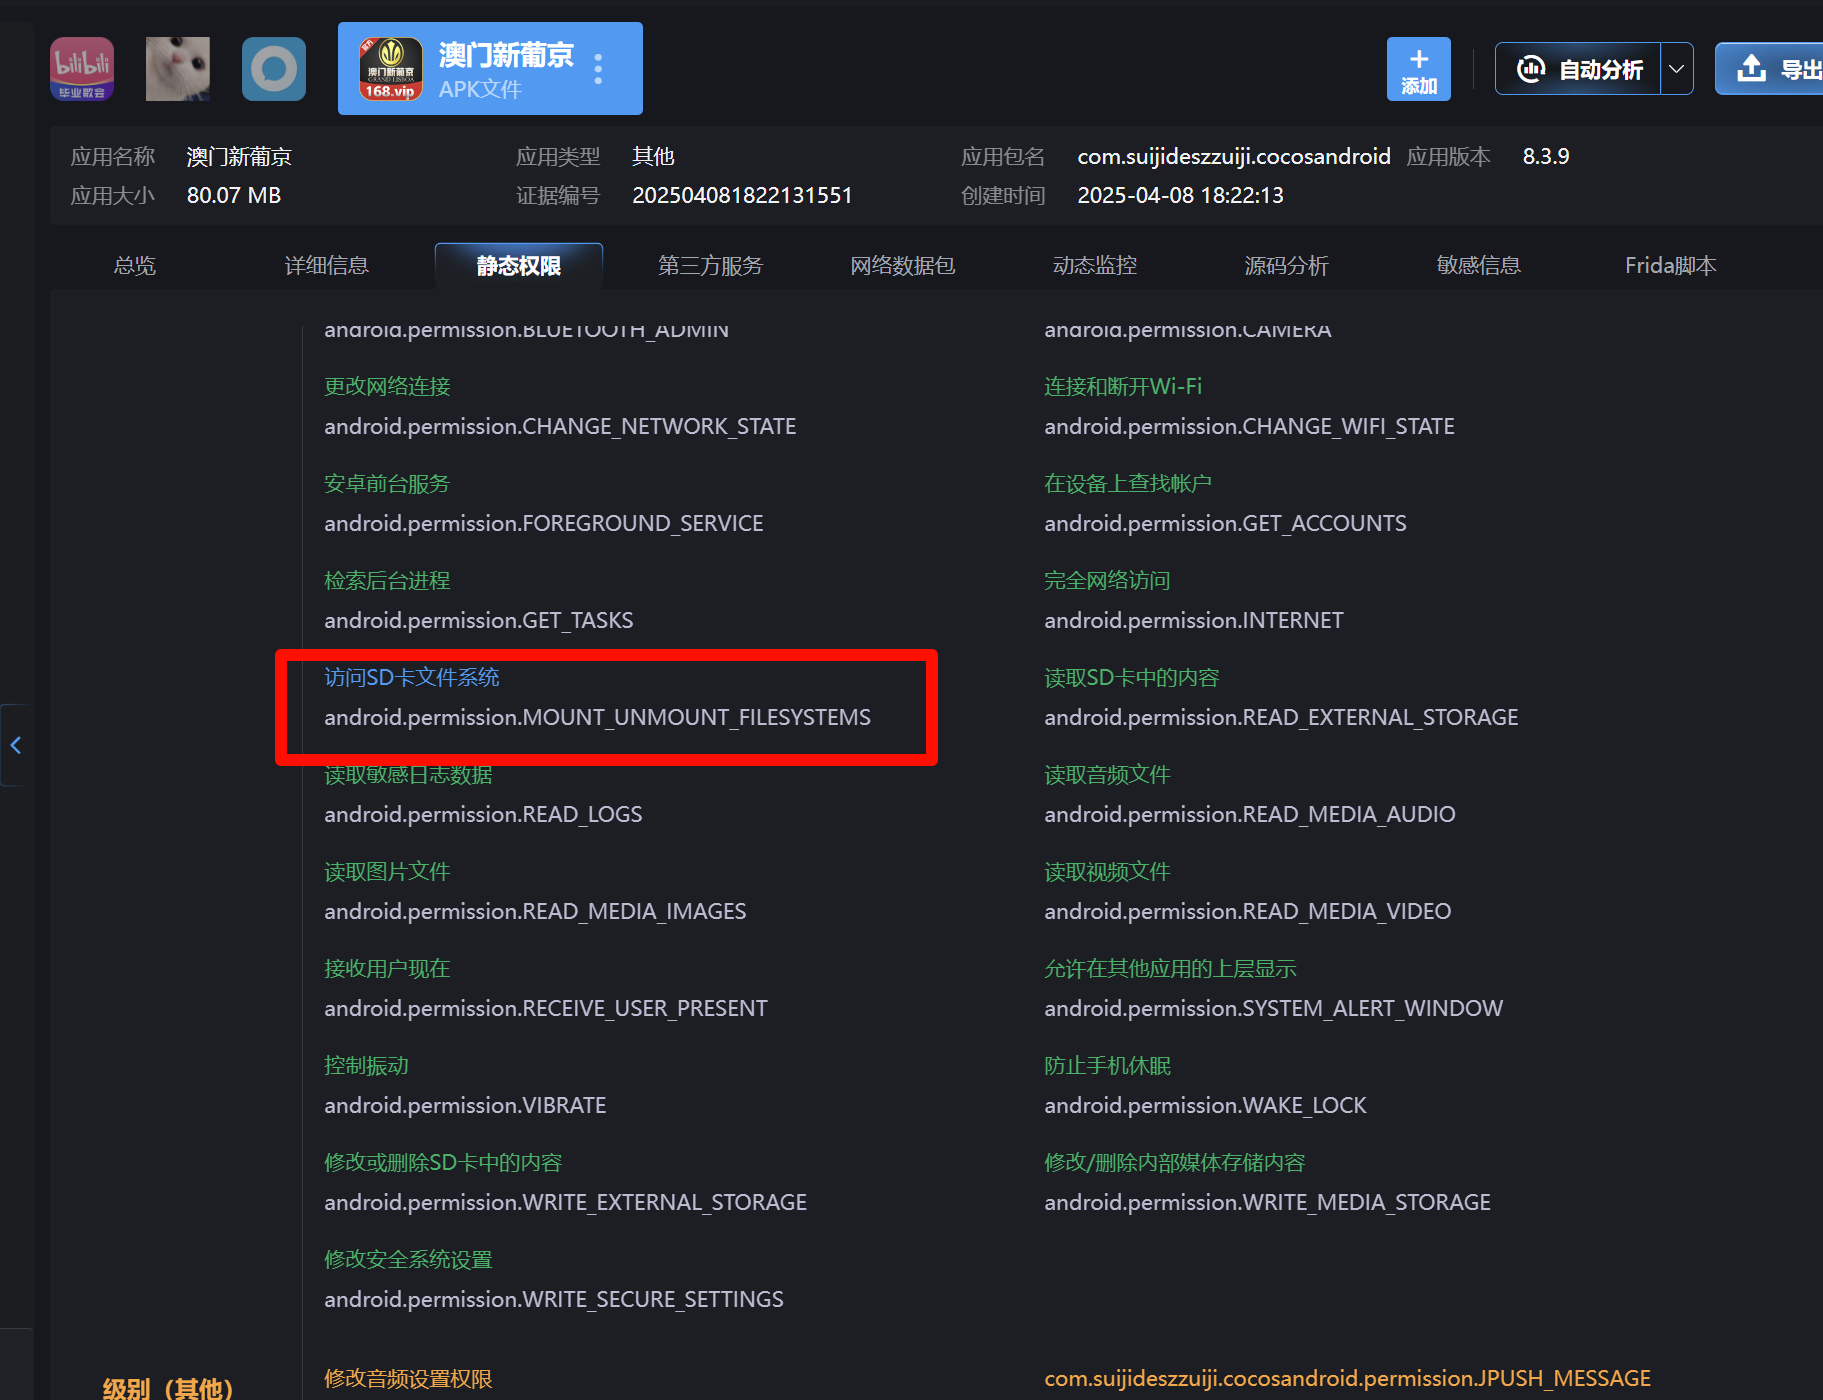 bilibili
毕业歌会
官方
澳门新葡京
GRAND LISBOA
168.vip
澳门新葡京
APK文件
添加
自动分析
导出
应用名称 澳门新葡京 应用类型 其他 应用包名 com.suijideszzuiji.cocosandroid 应用版本 8.3.9
应用大小 80.07 MB 证据编号 202504081822131551 创建时间 2025-04-08 18:22:13
总览 详细信息 静态权限 第三方服务 网络数据包 动态监控 源码分析 敏感信息 Frida脚本
android.permission.BLUETOOTH_ADMIN android.permission.CAMERA
更改网络连接 连接和断开Wi-Fi
android.permission.CHANGE_NETWORK_STATE android.permission.CHANGE_WIFI_STATE
安卓前台服务 在设备上查找帐户
android.permission.FOREGROUND_SERVICE android.permission.GET_ACCOUNTS
检索后台进程 完全网络访问
android.permission.GET_TASKS android.permission.INTERNET
访问SD卡文件系统 读取SD卡中的内容
android.permission.MOUNT_UNMOUNT_FILESYSTEMS android.permission.READ_EXTERNAL_STORAGE
读取敏感日志数据 读取音频文件
android.permission.READ_LOGS android.permission.READ_MEDIA_AUDIO
读取图片文件 读取视频文件
android.permission.READ_MEDIA_IMAGES android.permission.READ_MEDIA_VIDEO
接收用户现在 允许在其他应用的上层显示
android.permission.RECEIVE_USER_PRESENT android.permission.SYSTEM_ALERT_WINDOW
控制振动 防止手机休眠
android.permission.VIBRATE android.permission.WAKE_LOCK
修改或删除SD卡中的内容 修改/删除内部媒体存储内容
android.permission.WRITE_EXTERNAL_STORAGE android.permission.WRITE_MEDIA_STORAGE
修改安全系统设置
android.permission.WRITE_SECURE_SETTINGS
级别（其他） 修改音频设置权限 com.suijideszzuiji.cocosandroid.permission.JPUSH_MESSAGE